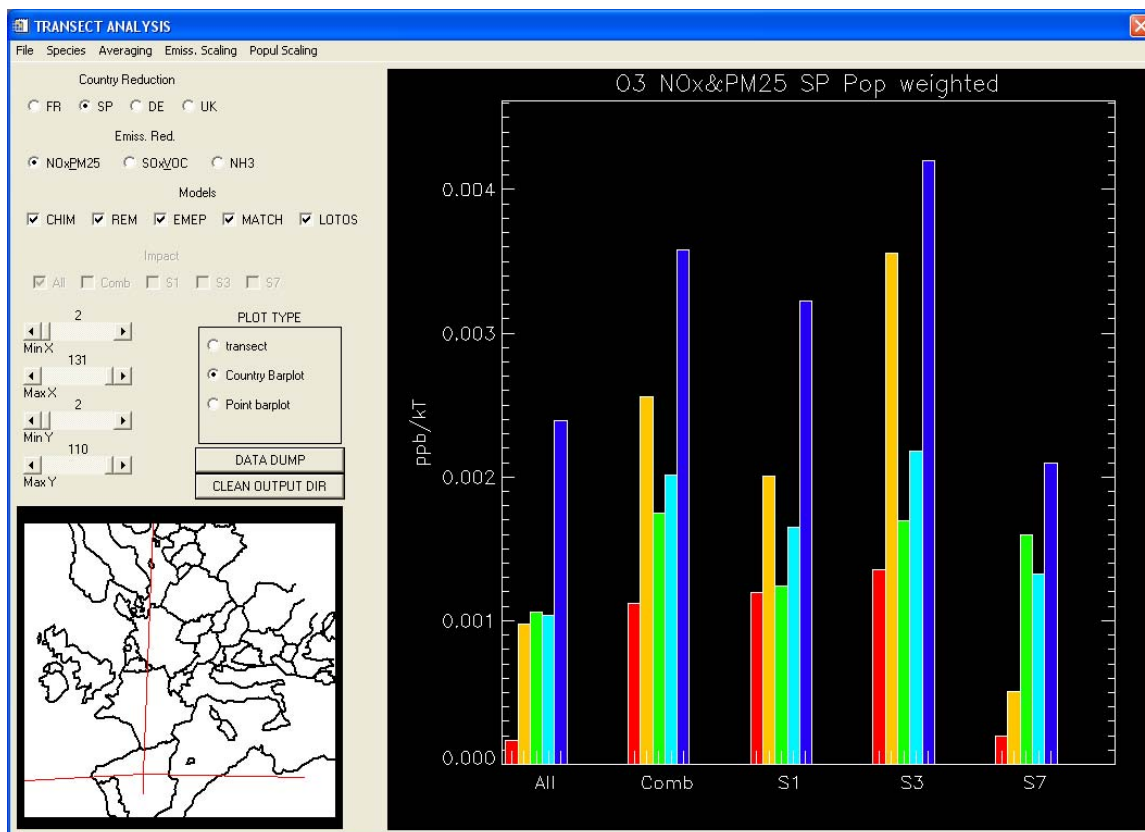 TRANSECT ANALYSIS
File Species Averaging Emiss. Scaling Popul Scaling
Country Reduction
FR SP DE UK
Emiss. Red.
NOxPM25 SOxVOC NH3
Models
CHIM REM EMEP MATCH LOTOS
Impact
All Comb S1 S3 S7
2
Min X
131
Max X
2
Min Y
110
Max Y
PLOT TYPE
transect
Country Barplot
Point barplot
DATA DUMP
CLEAN OUTPUT DIR
O3 NOx&PM25 SP Pop weighted
0.004
0.003
0.002
0.001
0.000
ppb/kT
All Comb S1 S3 S7